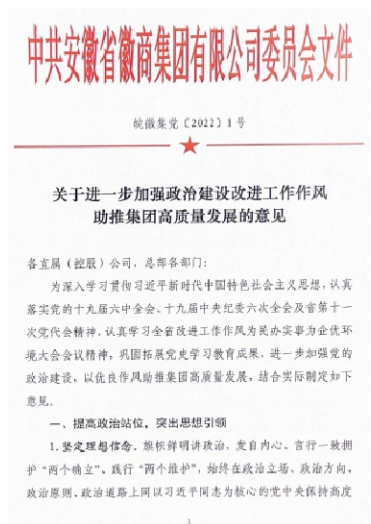 中共安徽省徽商集团有限公司委员会文件
皖徽集党〔2022〕1号
关于进一步加强政治建设改进工作作风
助推集团高质量发展的意见
各直属（控股）公司，总部各部门：
为深入学习贯彻习近平新时代中国特色社会主义思想，认真
落实党的十九届六中全会、十九届中央纪委六次全会及省第十一
次党代会精神，认真学习全省改进工作作风为民办实事为企优环
境大会会议精神，巩固拓展党史学习教育成果，进一步加强党的
政治建设，以优良作风助推集团高质量发展，结合实际制定如下
意见。
一、提高政治站位，突出思想引领
1.坚定理想信念。旗帜鲜明讲政治，发自内心、言行一致拥
护“两个确立”、践行“两个维护”，始终在政治立场、政治方向、
政治原则、政治道路上同以习近平同志为核心的党中央保持高度
1